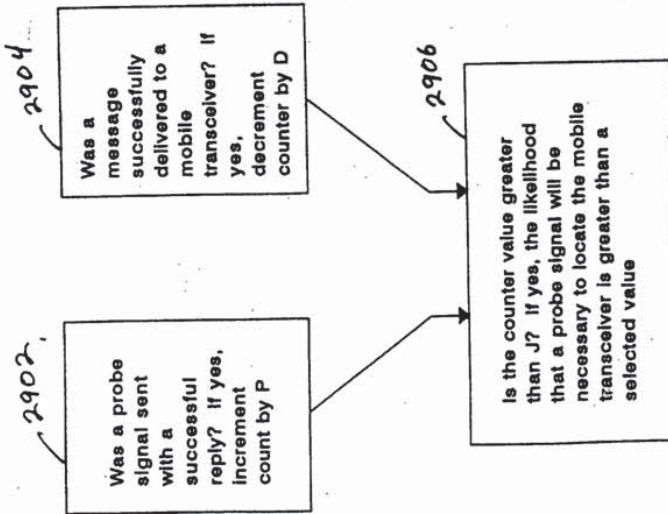 2902
Was a probe
signal sent
with a
successful
reply? If yes,
increment
count by P
2904
Was a
message
successfully
delivered to a
mobile
transceiver? If
yes,
decrement
counter by D
2906
Is the counter value greater
than J? If yes, the likelihood
that a probe signal will be
necessary to locate the mobile
transceiver is greater than a
selected value